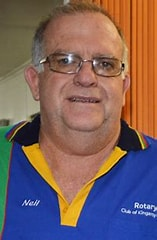 Neil
Rotary
Club of